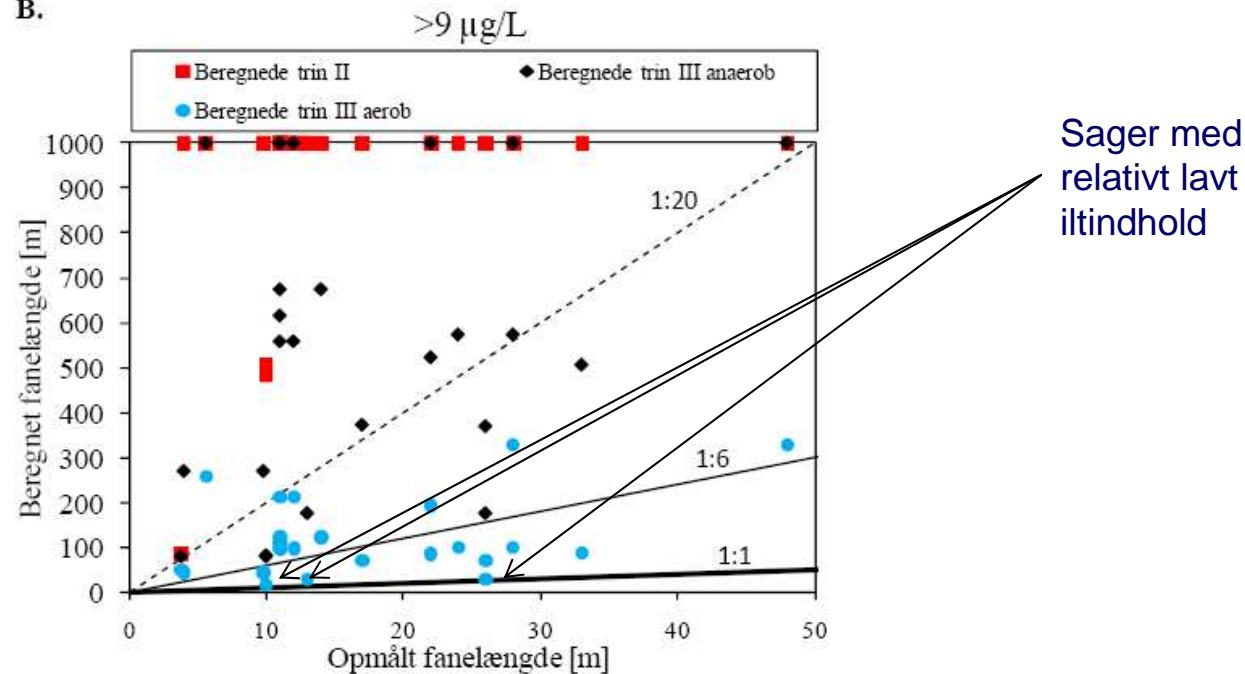 B.
>9 µg/L
Beregnede trin II
Beregnede trin III anaerob
Beregnede trin III aerob
1000
900
800
700
600
500
400
300
200
100
0
Beregnet fanelængde [m]
1:20
1:6
1:1
0 10 20 30 40 50
Opmålt fanelængde [m]
Sager med
relativt lavt
iltindhold